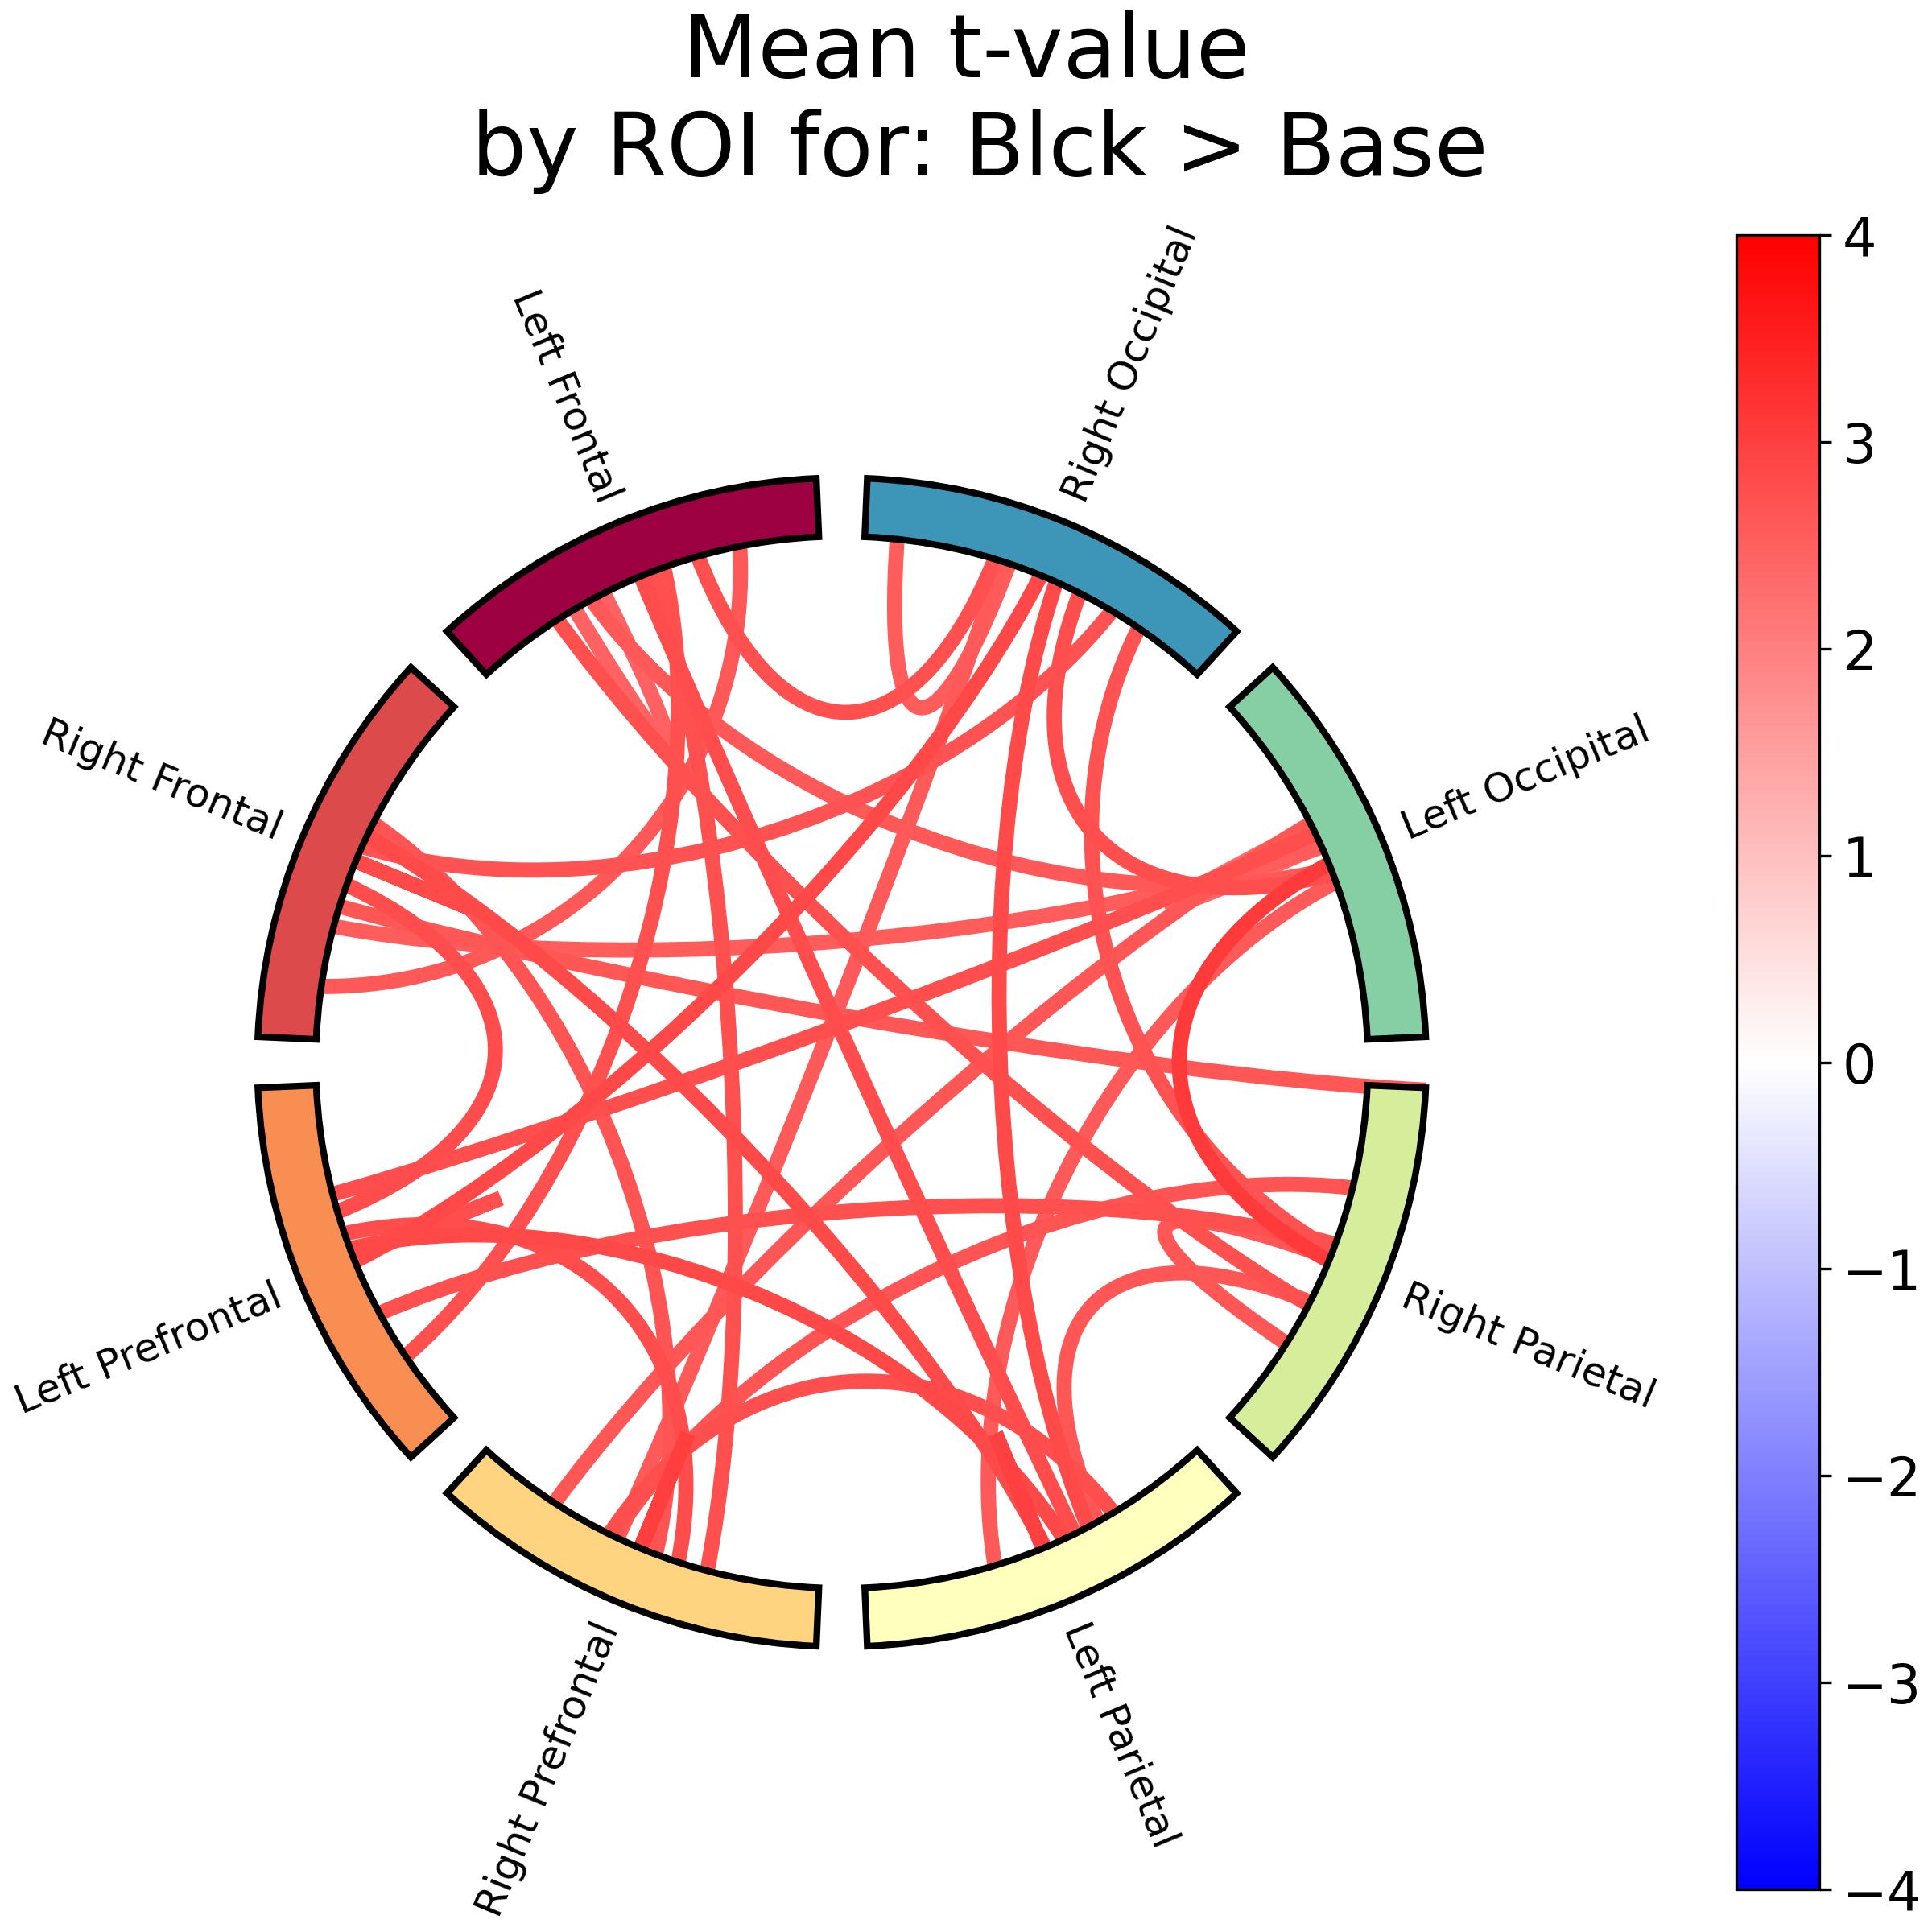 Mean t-value
by ROI for: Blck > Base
Left Frontal
Right Occipital
Right Frontal
Left Occipital
Left Prefrontal
Right Parietal
Right Prefrontal
Left Parietal
4
3
2
1
0
−1
−2
−3
−4